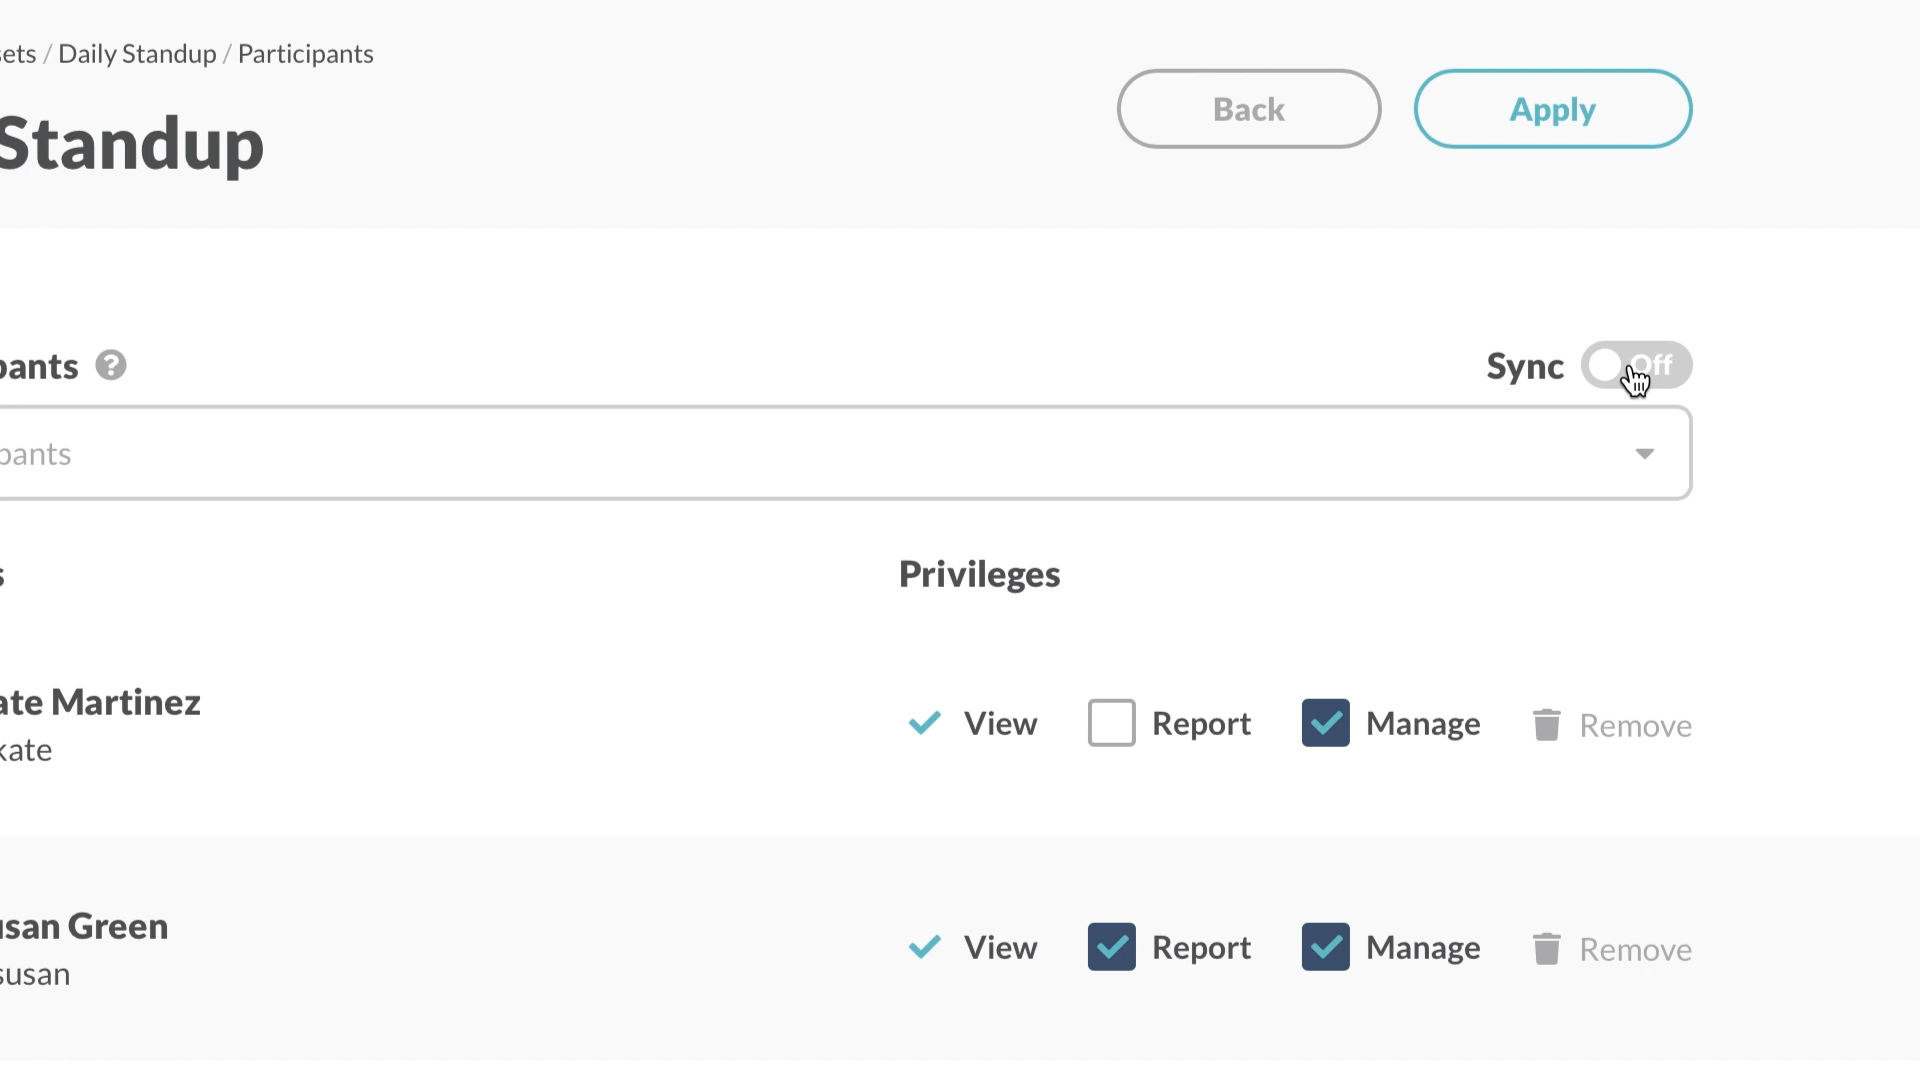 sets / Daily Standup / Participants
Back
Apply
Standup
pants ?
Sync Off
pants
s
Privileges
ate Martinez
kate
View Report Manage Remove
usan Green
susan
View Report Manage Remove